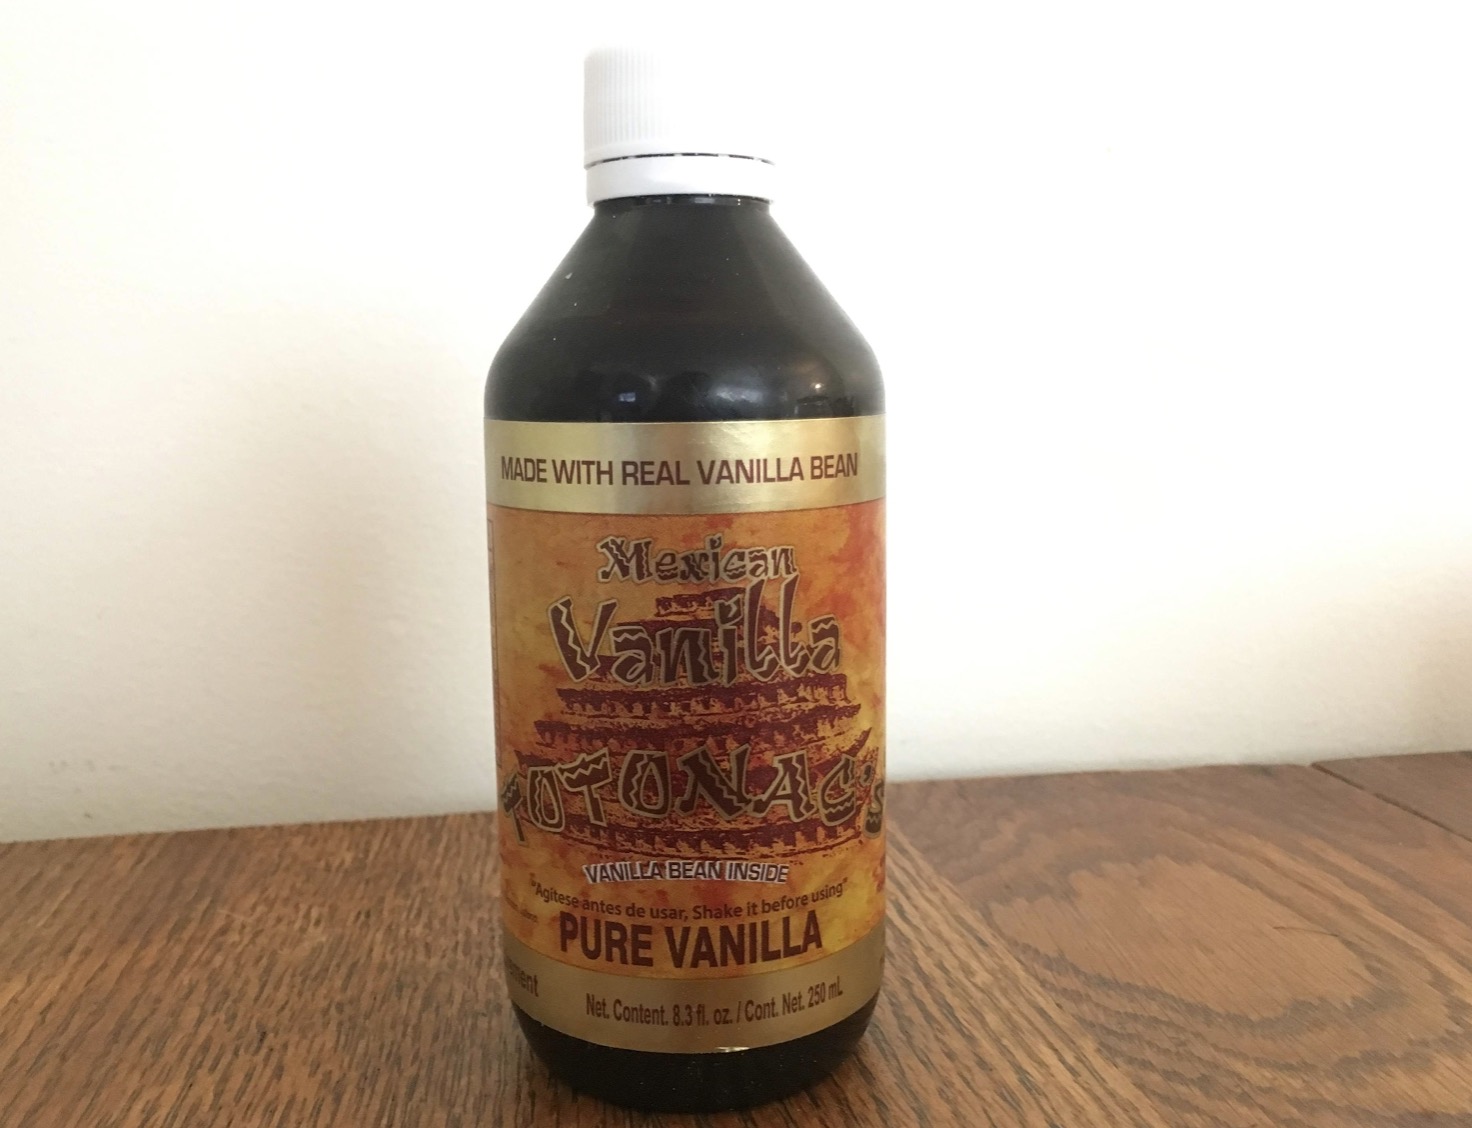 MADE WITH REAL VANILLA BEAN
Mexican
Vanilla
TOTONAC'S
VANILLA BEAN INSIDE
"Agitese antes de usar, Shake it before using"
PURE VANILLA
Net. Content. 8.3 fl. oz. / Cont. Net. 250 mL